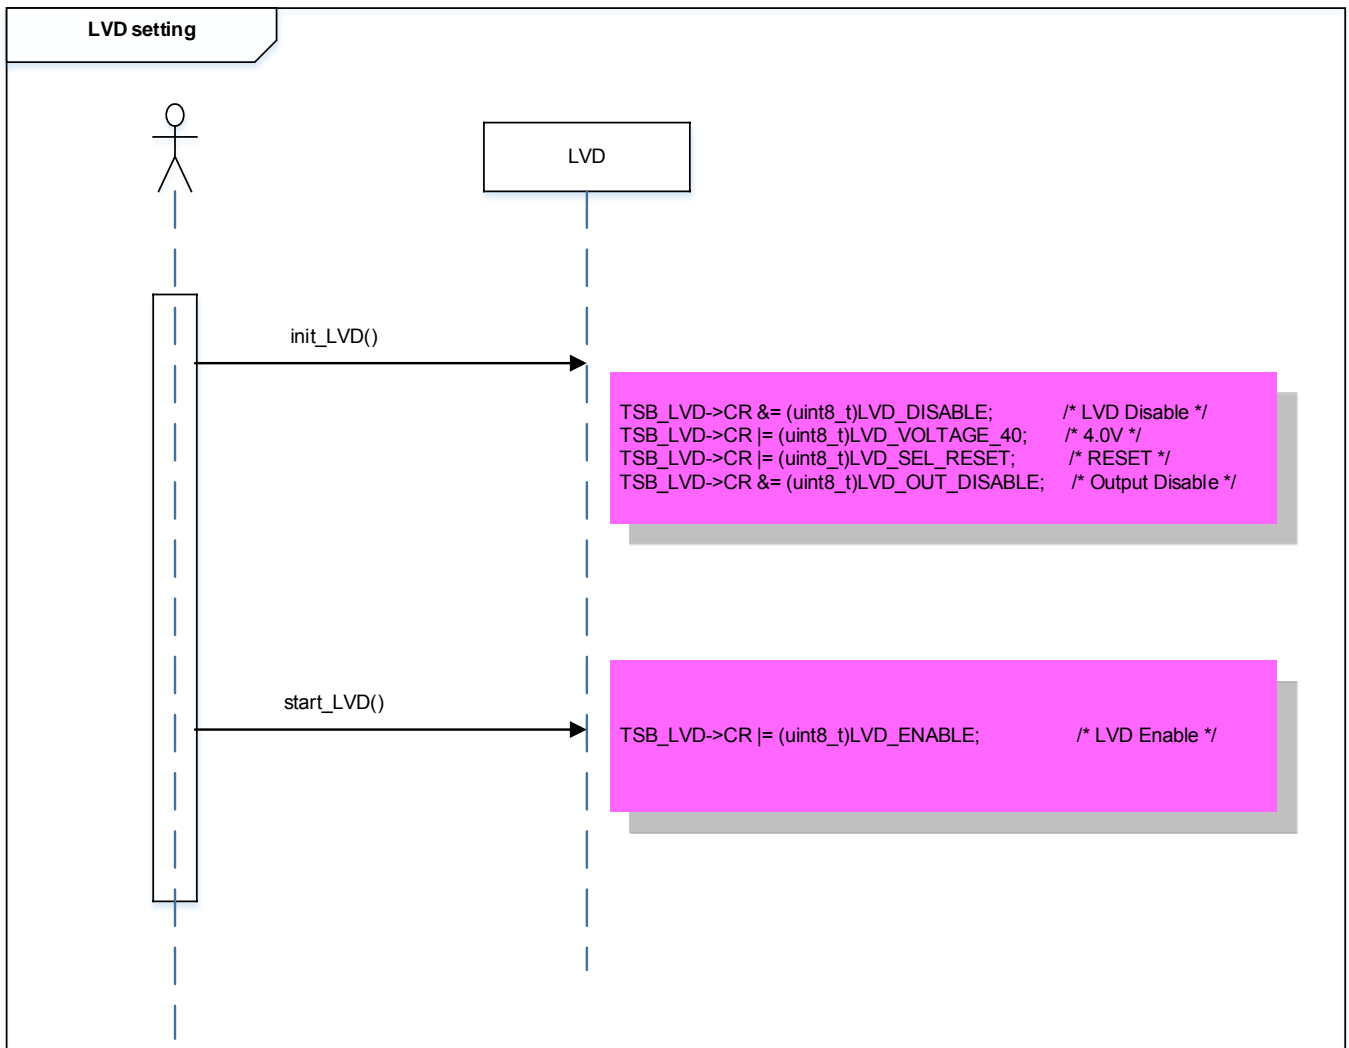 LVD setting
LVD
init_LVD()
TSB_LVD->CR &= (uint8_t)LVD_DISABLE; /* LVD Disable */
TSB_LVD->CR |= (uint8_t)LVD_VOLTAGE_40; /* 4.0V */
TSB_LVD->CR |= (uint8_t)LVD_SEL_RESET; /* RESET */
TSB_LVD->CR &= (uint8_t)LVD_OUT_DISABLE; /* Output Disable */
start_LVD()
TSB_LVD->CR |= (uint8_t)LVD_ENABLE; /* LVD Enable */